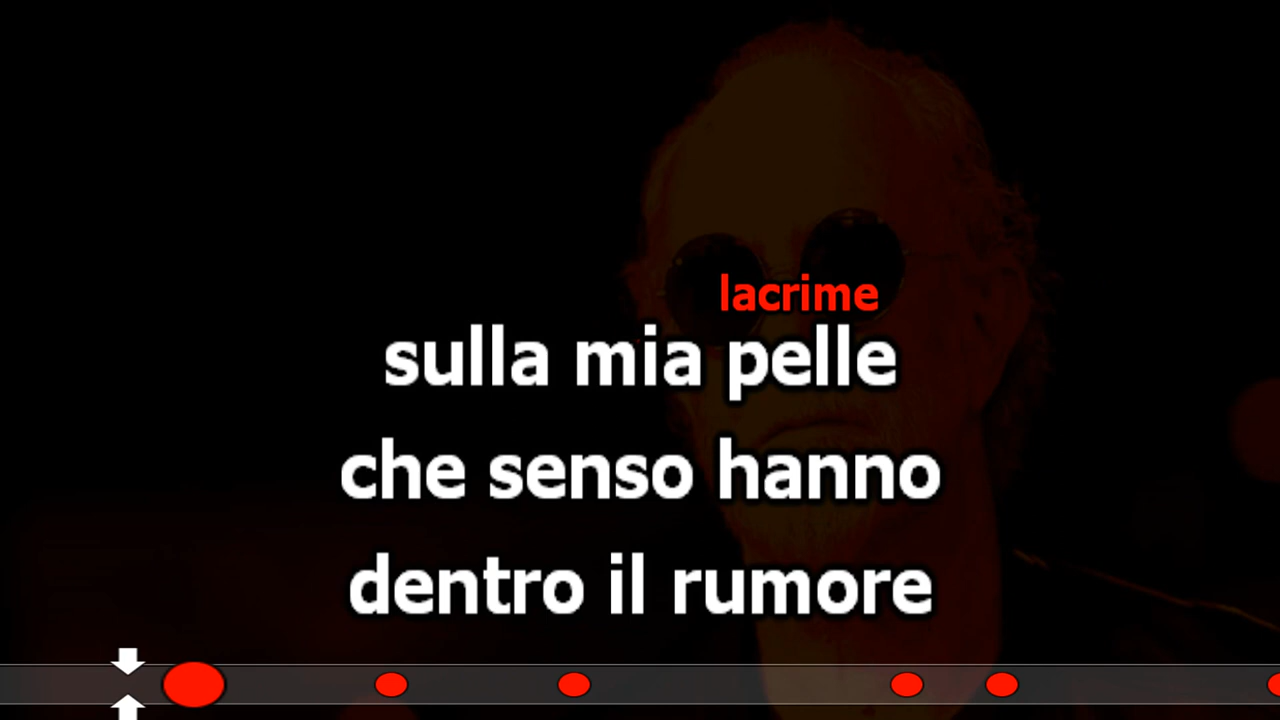 lacrime
sulla mia pelle
che senso hanno
dentro il rumore